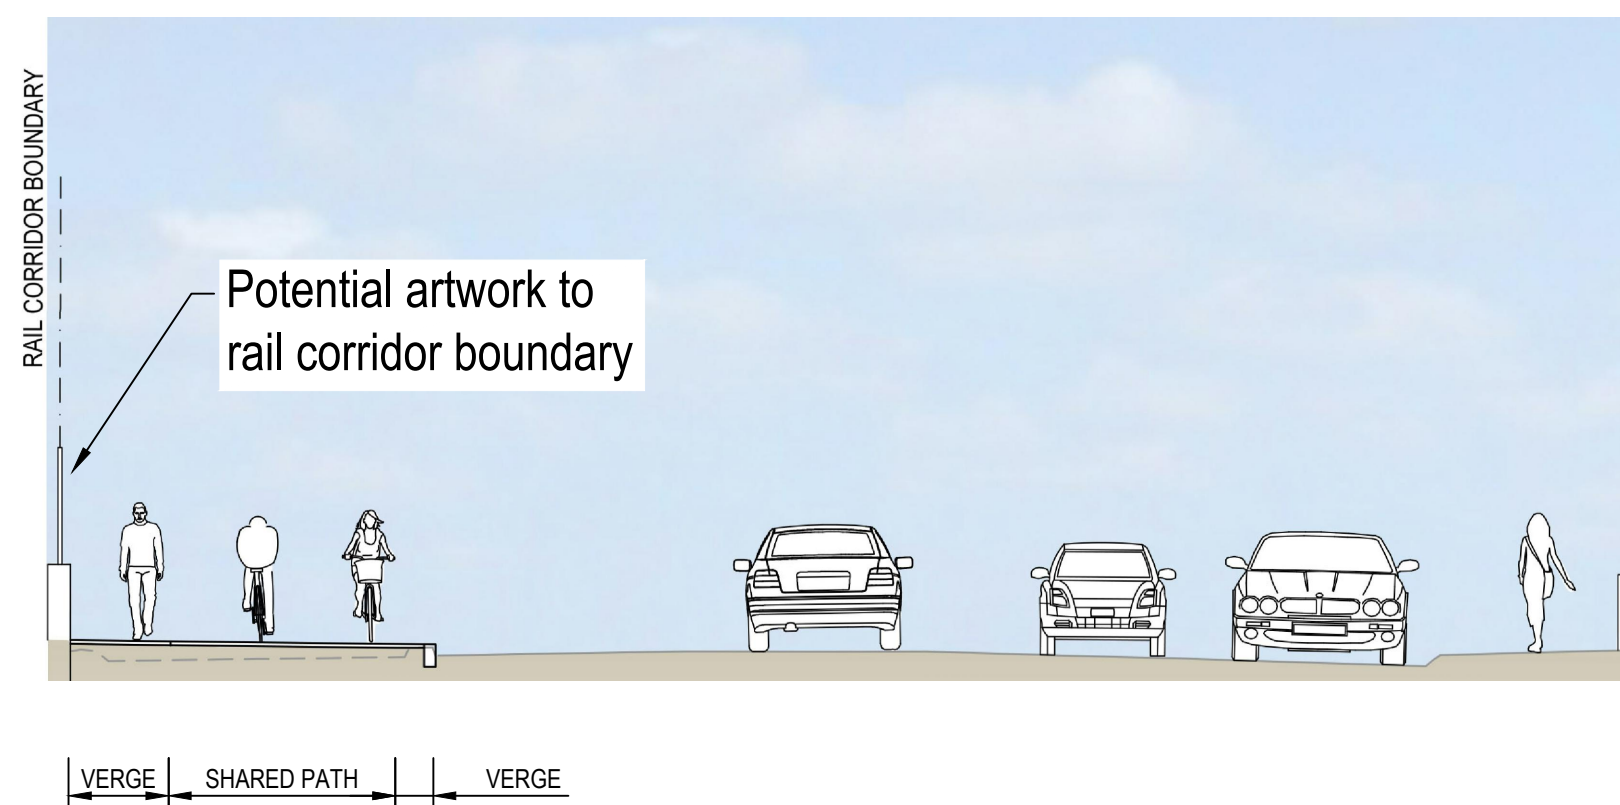 RAIL CORRIDOR BOUNDARY
Potential artwork to
rail corridor boundary
VERGE
SHARED PATH
VERGE